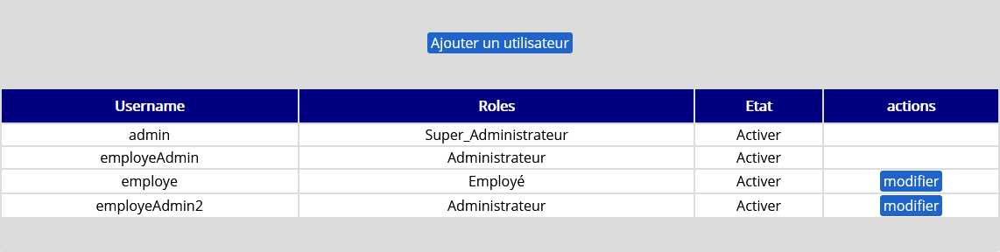 Ajouter un utilisateur
Username Roles Etat actions
admin Super_Administrateur Activer
employeAdmin Administrateur Activer
employe Employé Activer modifier
employeAdmin2 Administrateur Activer modifier